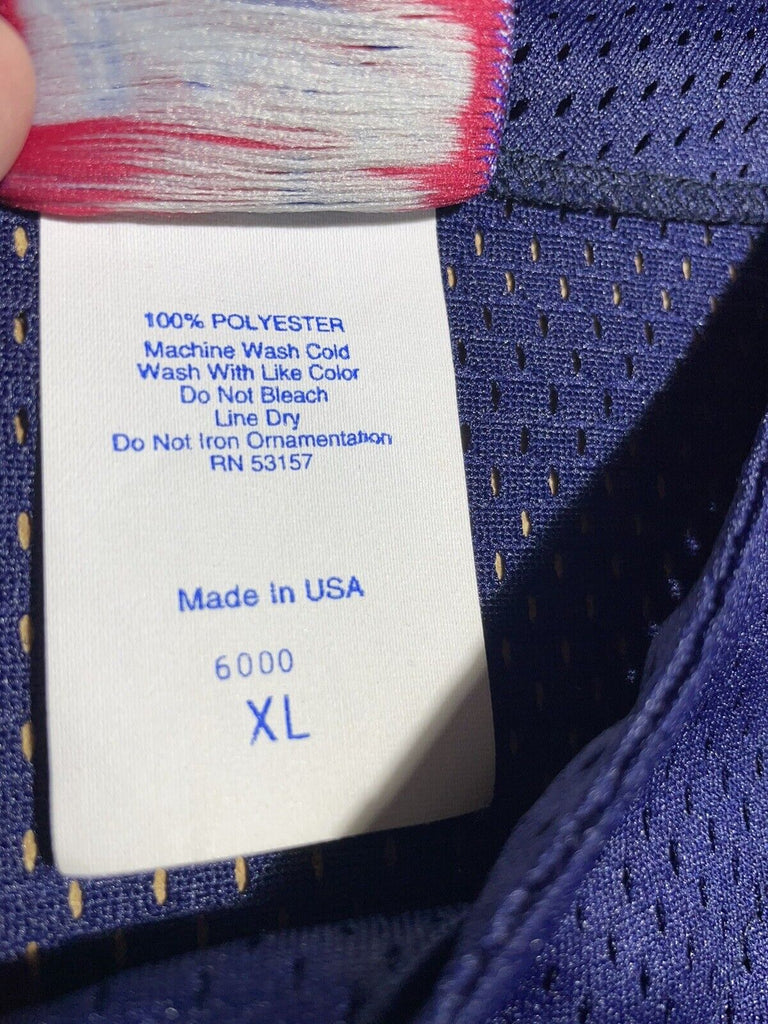 100% POLYESTER
Machine Wash Cold
Wash With Like Color
Do Not Bleach
Line Dry
Do Not Iron Ornamentation
RN 53157
Made In USA
6000
XL